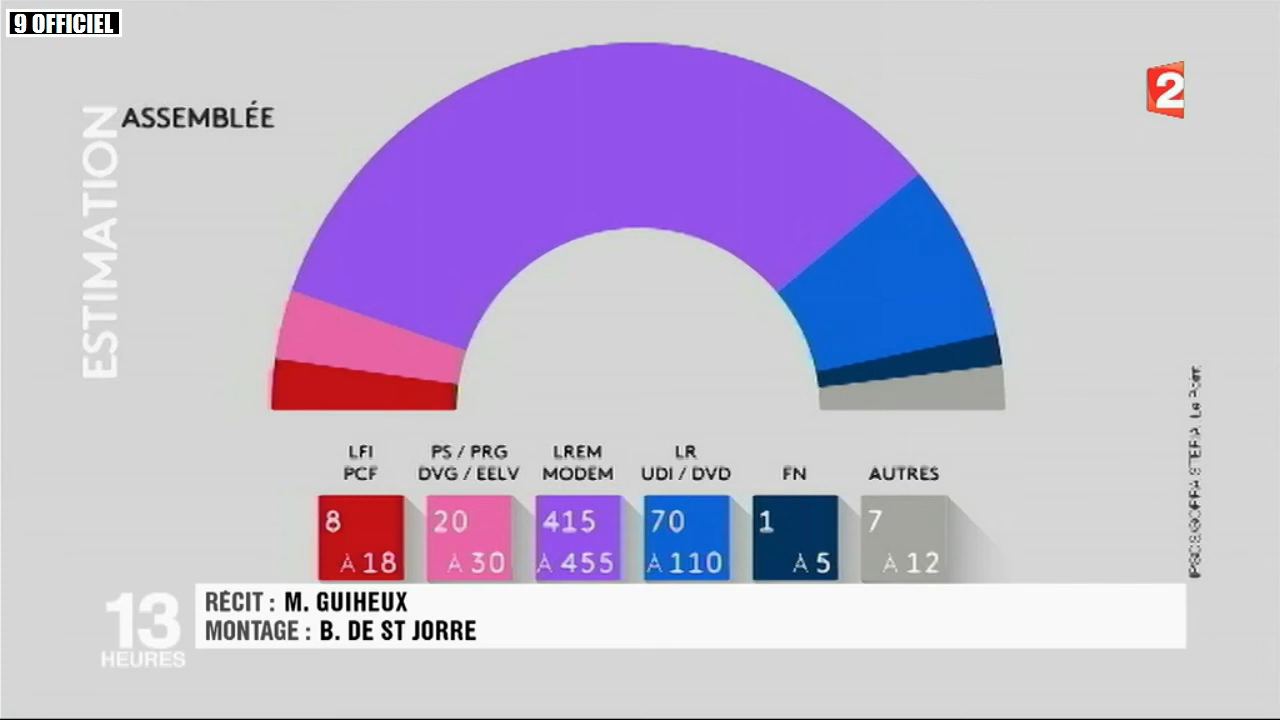 9 OFFICIEL
2
ESTIMATION
ASSEMBLÉE
LFI
PCF
PS / PRG
DVG / EELV
LREM
MODEM
LR
UDI / DVD
FN
AUTRES
8
À 18
20
À 30
415
À 455
70
À 110
1
À 5
7
À 12
Le Point
13
HEURES
RÉCIT : M. GUIHEUX
MONTAGE : B. DE ST JORRE